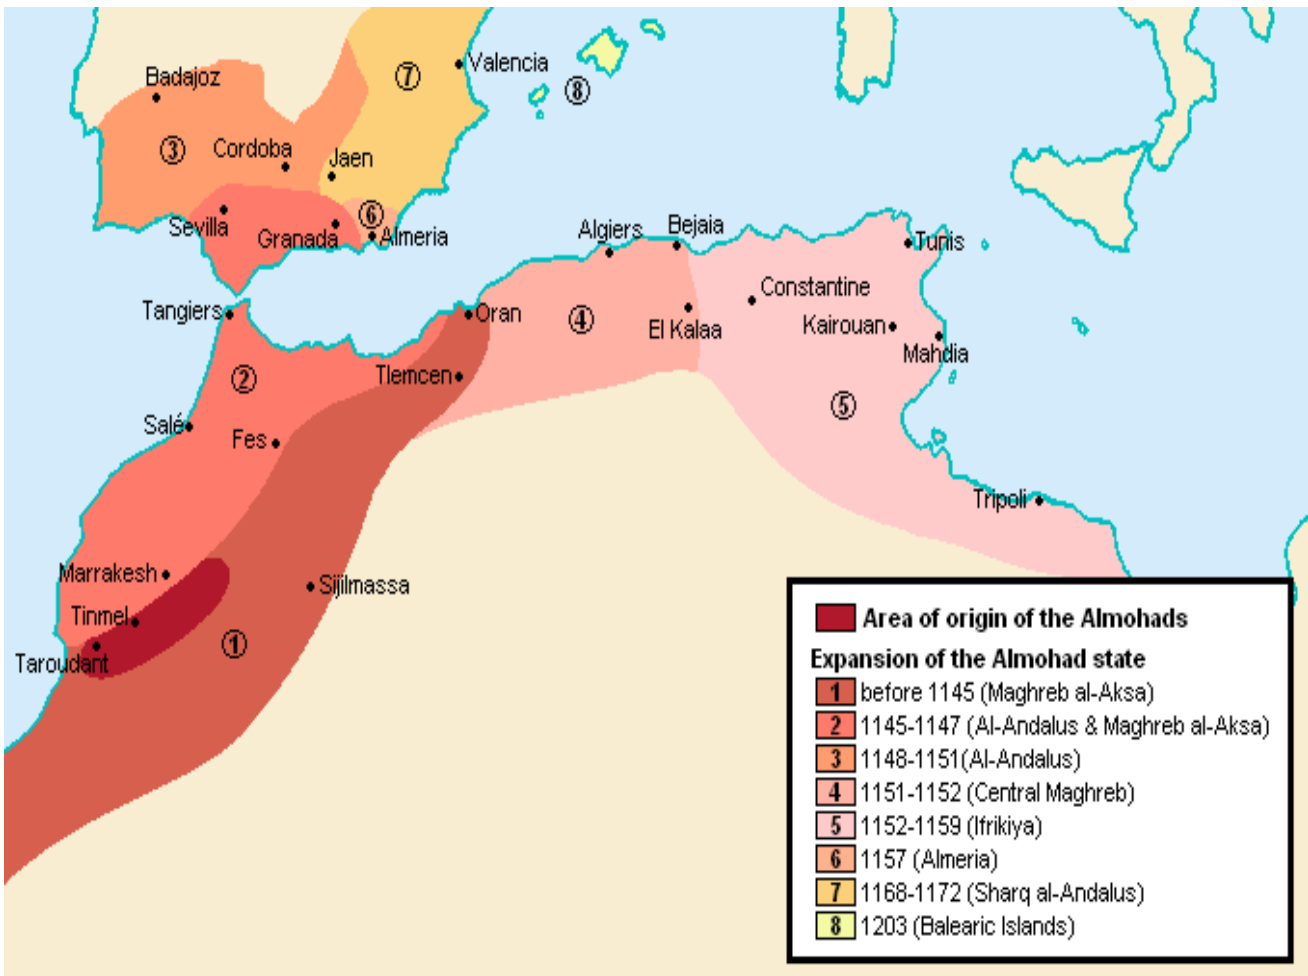 Valencia
⑦
Badajoz
⑧
③
Cordoba
Jaen
⑥
Sevilla
Granada
Almeria
Algiers
Bejaia
Tunis
Constantine
Tangiers
Oran
④
El Kalaa
Kairouan
Mahdia
②
Tlemcen
⑤
Salé
Fes
Tripoli
Marrakesh
Sijilmassa
Tinmel
①
Taroudant
Area of origin of the Almohads
Expansion of the Almohad state
1 before 1145 (Maghreb al-Aksa)
2 1145-1147 (Al-Andalus & Maghreb al-Aksa)
3 1148-1151(Al-Andalus)
4 1151-1152 (Central Maghreb)
5 1152-1159 (Ifrikiya)
6 1157 (Almeria)
7 1168-1172 (Sharq al-Andalus)
8 1203 (Balearic Islands)